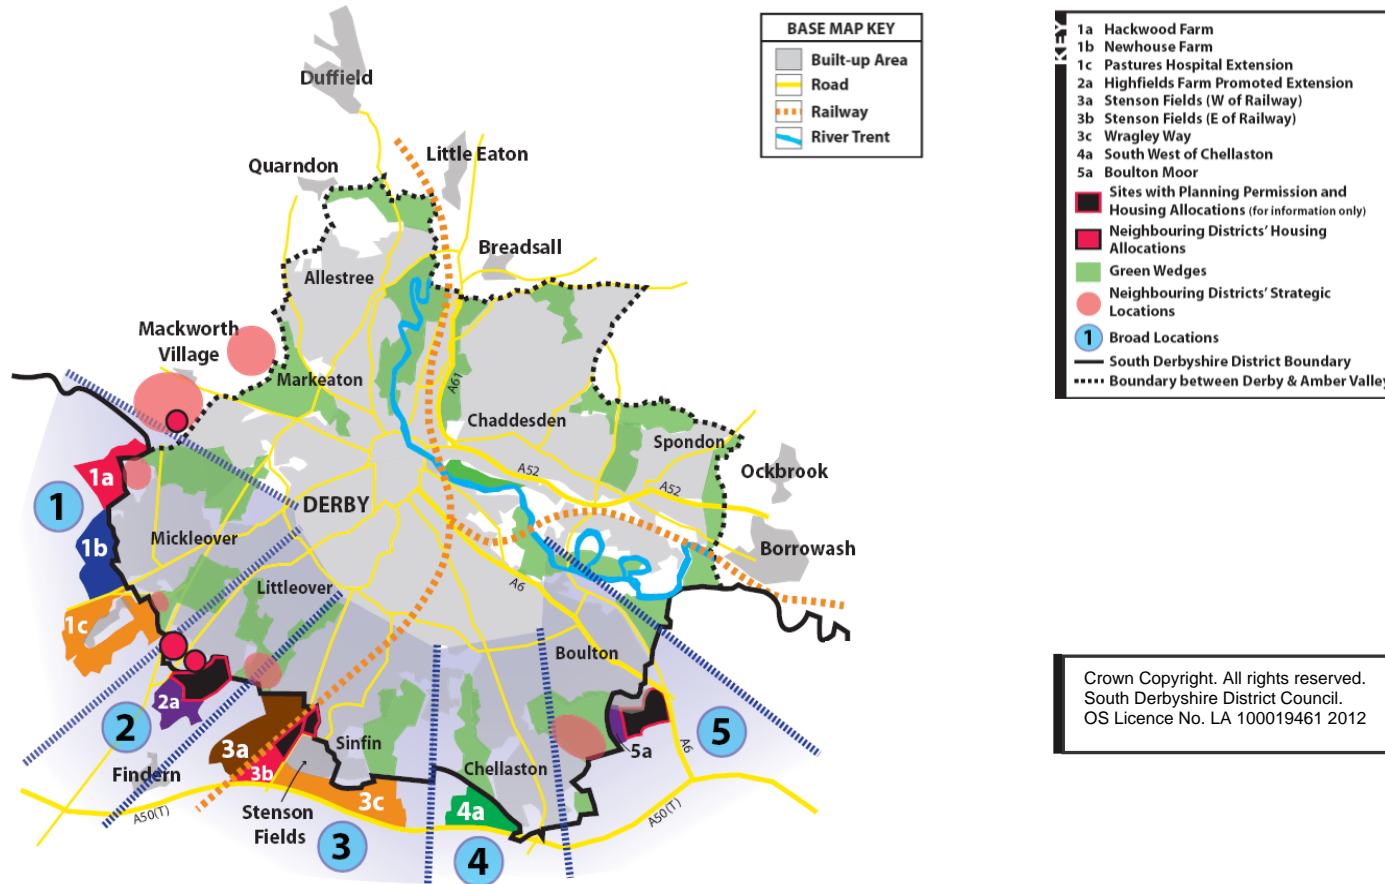 Duffield
Quarndon
Little Eaton
Breadsall
Allestree
Mackworth
Village
Markeaton
A61
Chaddesden
Spondon
Ockbrook
A52
A52
DERBY
Borrowash
1a
1
1b
Mickleover
Littleover
A6
1c
Boulton
2a
2
3a
3b
Sinfin
Findern
Chellaston
5a
5
A6
Stenson
Fields
3c
4a
A50(T)
A50(T)
3
4
BASE MAP KEY
Built-up Area
Road
Railway
River Trent
KEY
1a Hackwood Farm
1b Newhouse Farm
1c Pastures Hospital Extension
2a Highfields Farm Promoted Extension
3a Stenson Fields (W of Railway)
3b Stenson Fields (E of Railway)
3c Wragley Way
4a South West of Chellaston
5a Boulton Moor
Sites with Planning Permission and
Housing Allocations (for information only)
Neighbouring Districts' Housing
Allocations
Green Wedges
Neighbouring Districts' Strategic
Locations
1 Broad Locations
South Derbyshire District Boundary
Boundary between Derby & Amber Valley
Crown Copyright. All rights reserved.
South Derbyshire District Council.
OS Licence No. LA 100019461 2012